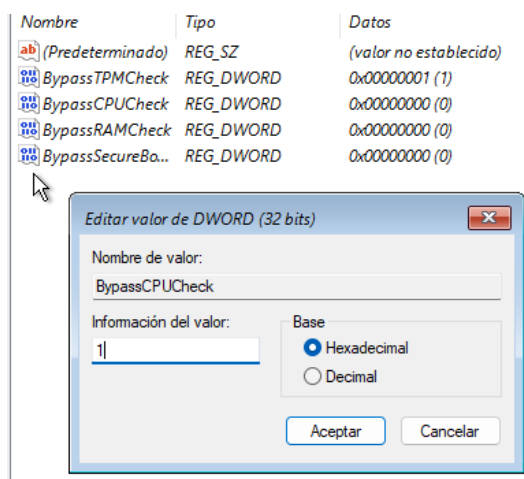 Nombre Tipo Datos
(Predeterminado) REG_SZ (valor no establecido)
BypassTPMCheck REG_DWORD 0x00000001 (1)
BypassCPUCheck REG_DWORD 0x00000000 (0)
BypassRAMCheck REG_DWORD 0x00000000 (0)
BypassSecureBo... REG_DWORD 0x00000000 (0)
Editar valor de DWORD (32 bits)
Nombre de valor:
BypassCPUCheck
Información del valor: Base
1 Hexadecimal
Decimal
Aceptar Cancelar